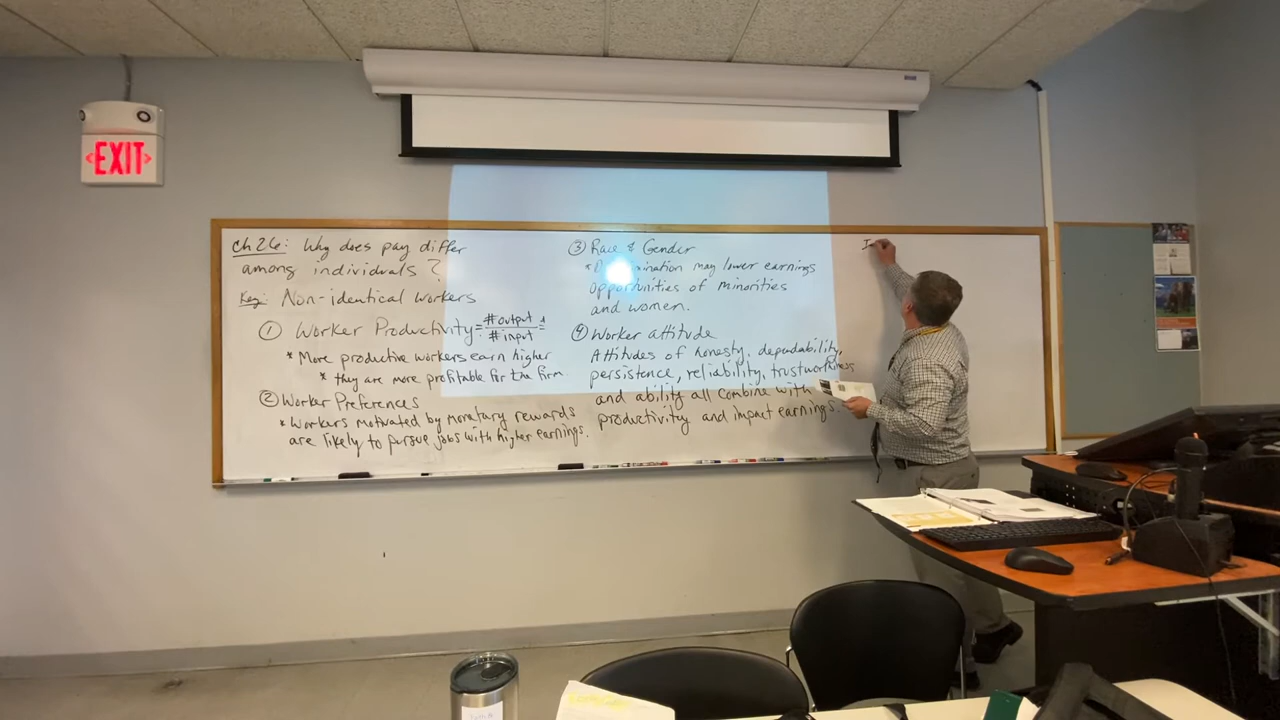 EXIT
Ch 26: Why does pay differ
among individuals?
Key: Non-identical workers
① Worker Productivity = #output / #input
* More productive workers earn higher
* they are more profitable for the firm
② Worker Preferences
* Workers motivated by monetary rewards
are likely to pursue jobs with higher earnings.
③ Race & Gender
may lower earnings
Opportunities of minorities
and women.
④ Worker attitude
Attitudes of honesty, dependability,
persistence, reliability, trustworthiness
and ability all combine with
productivity and impact earnings.